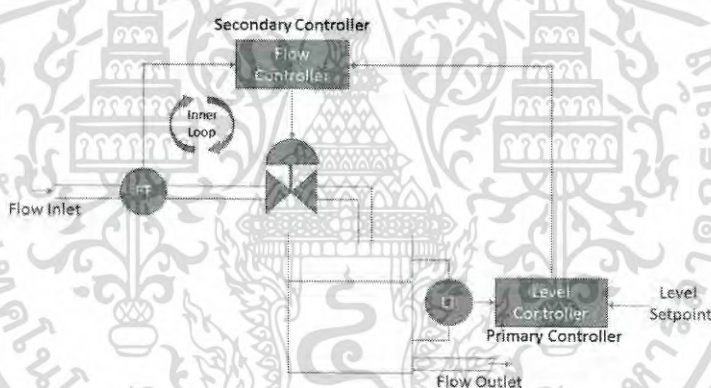 Secondary Controller
Flow
Controller
Inner
Loop
FT
Flow Inlet
LT
Level
Controller
Primary Controller
Level
Setpoint
Flow Outlet